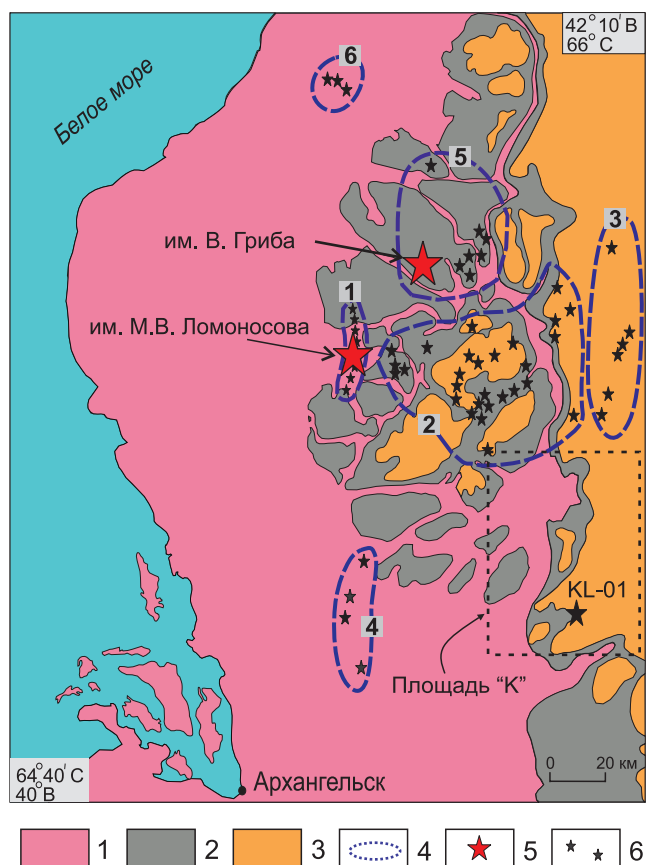 42° 10' В
66° С
6
Белое море
5
3
им. В. Гриба
1
им. М.В. Ломоносова
2
KL-01
4
Площадь “К”
64° 40' С
40° В
Архангельск
0 20 км
1 2 3 4 5 6